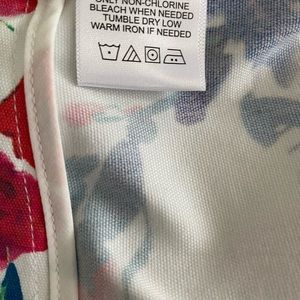 ONLY NON-CHLORINE
BLEACH WHEN NEEDED
TUMBLE DRY LOW
WARM IRON IF NEEDED